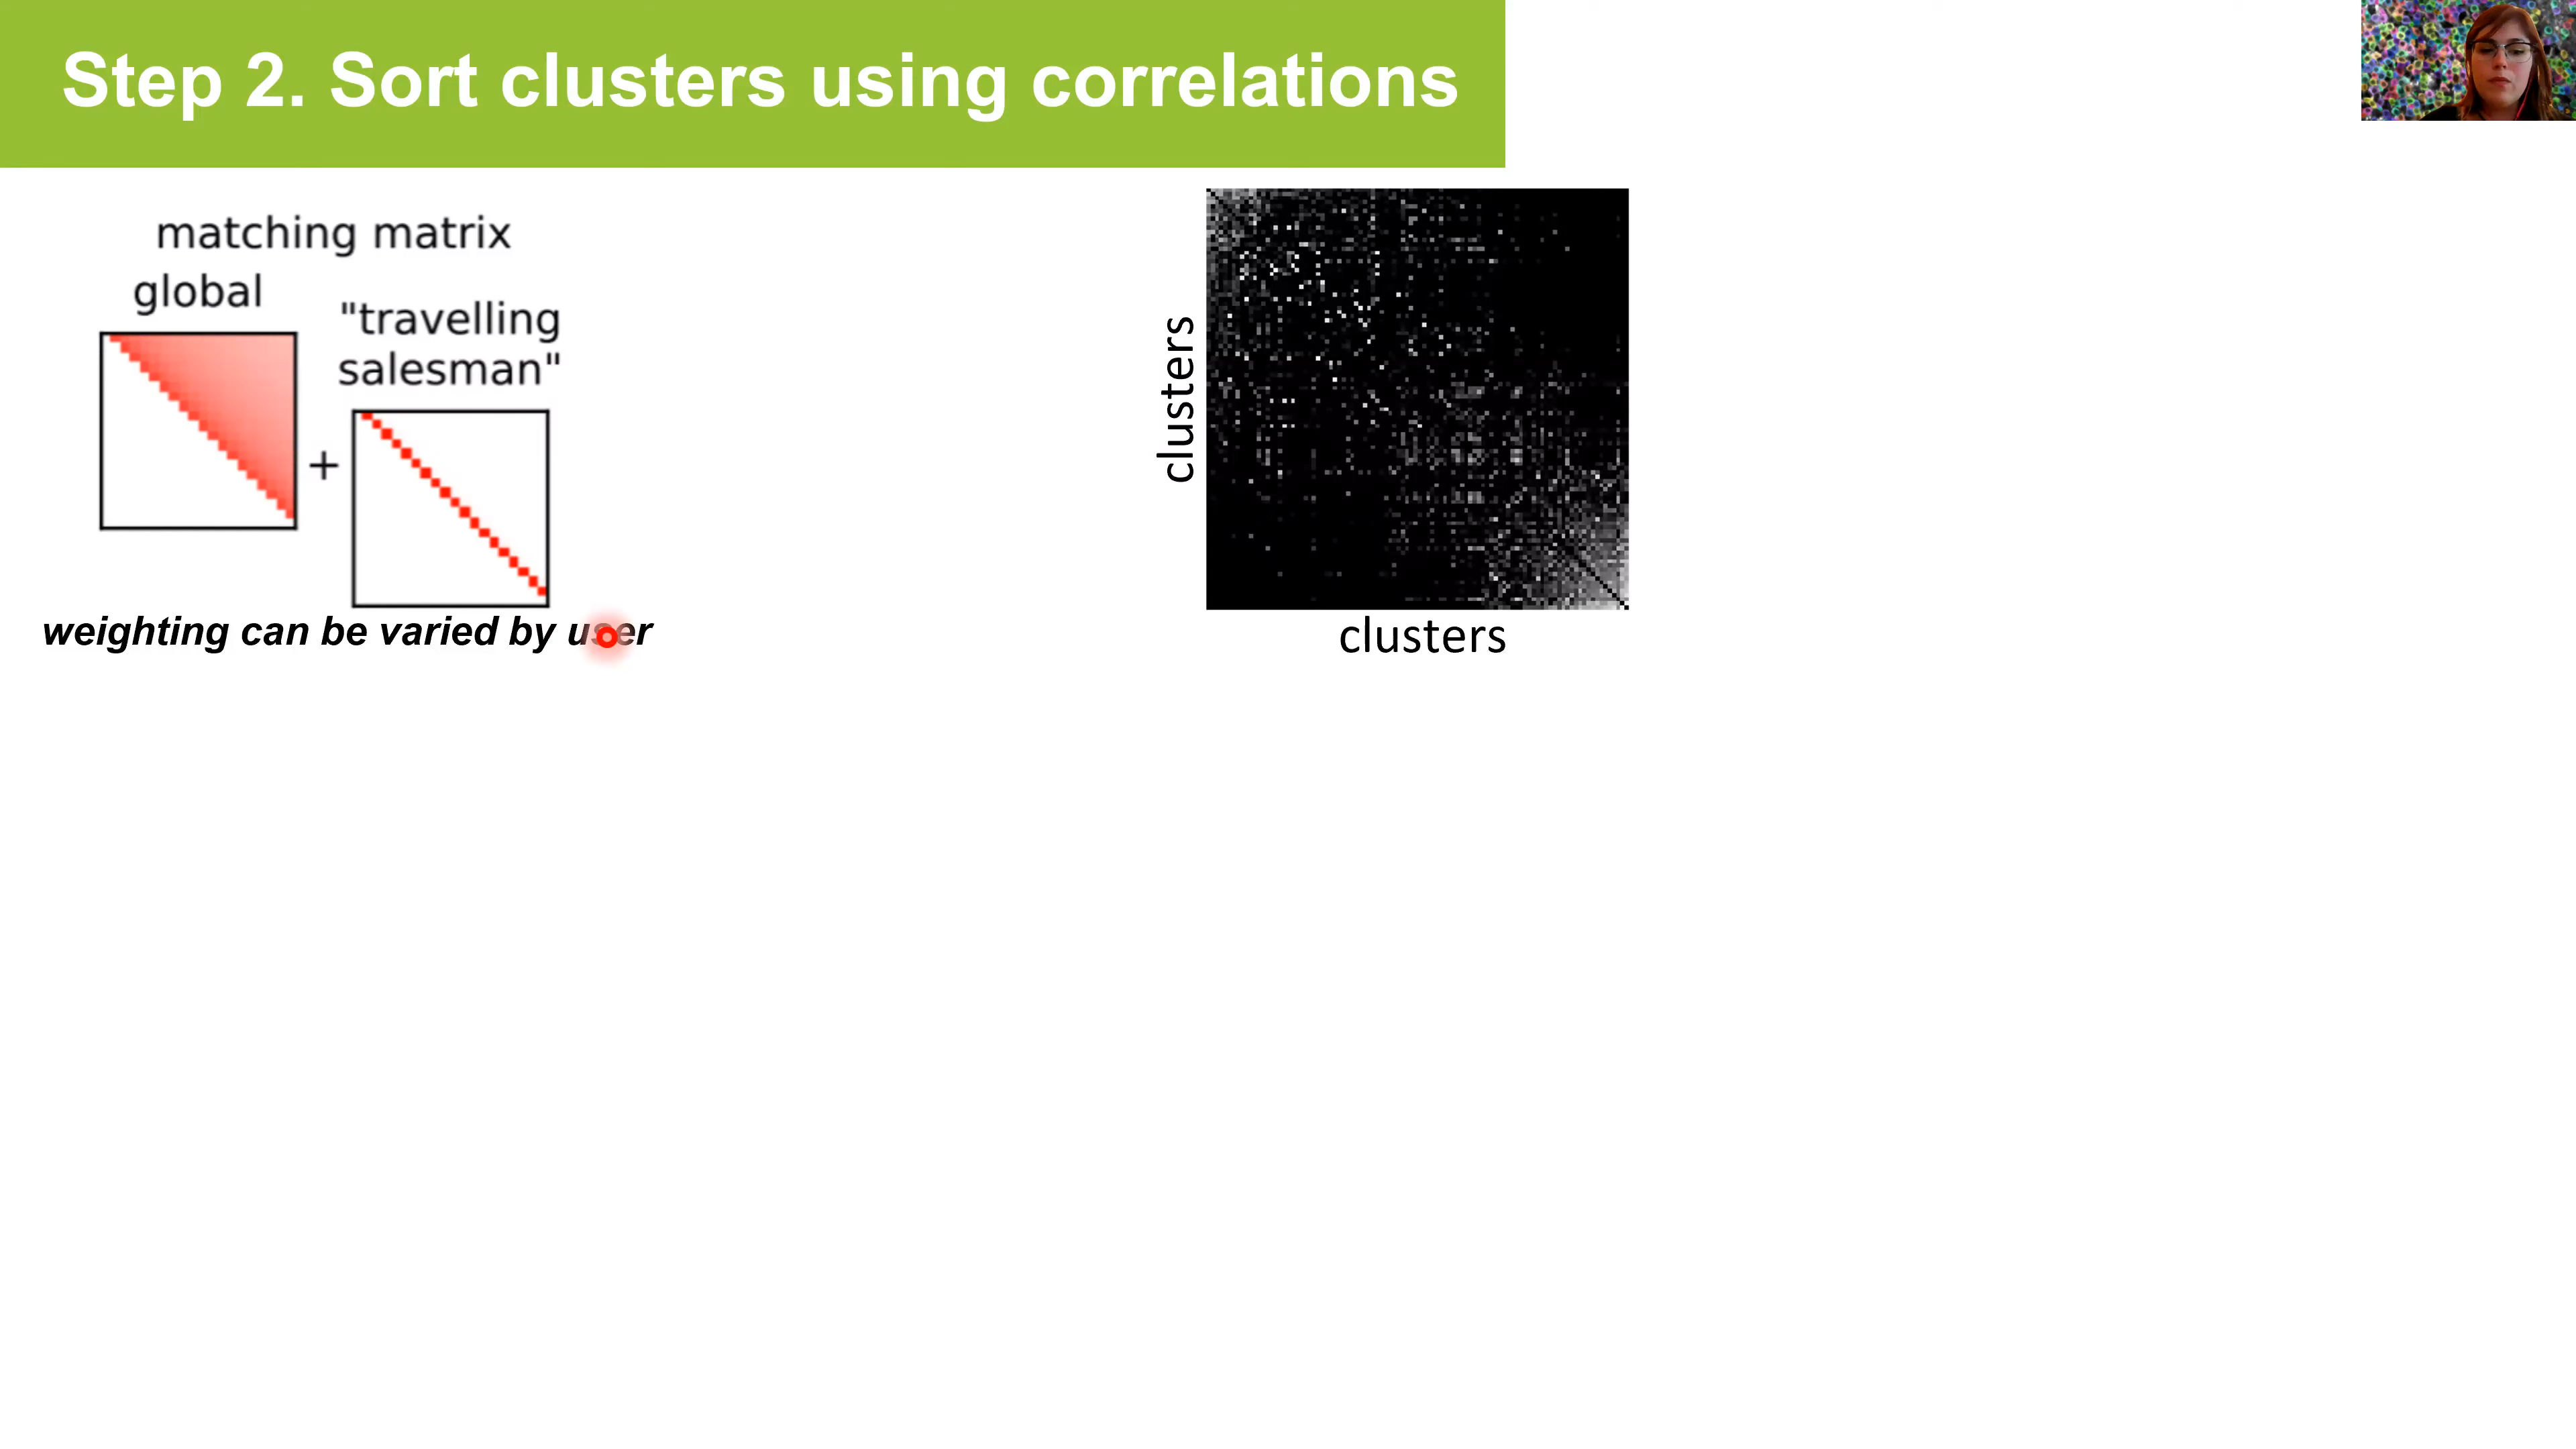 Step 2. Sort clusters using correlations
matching matrix
global
"travelling
salesman"
+
weighting can be varied by user
clusters
clusters